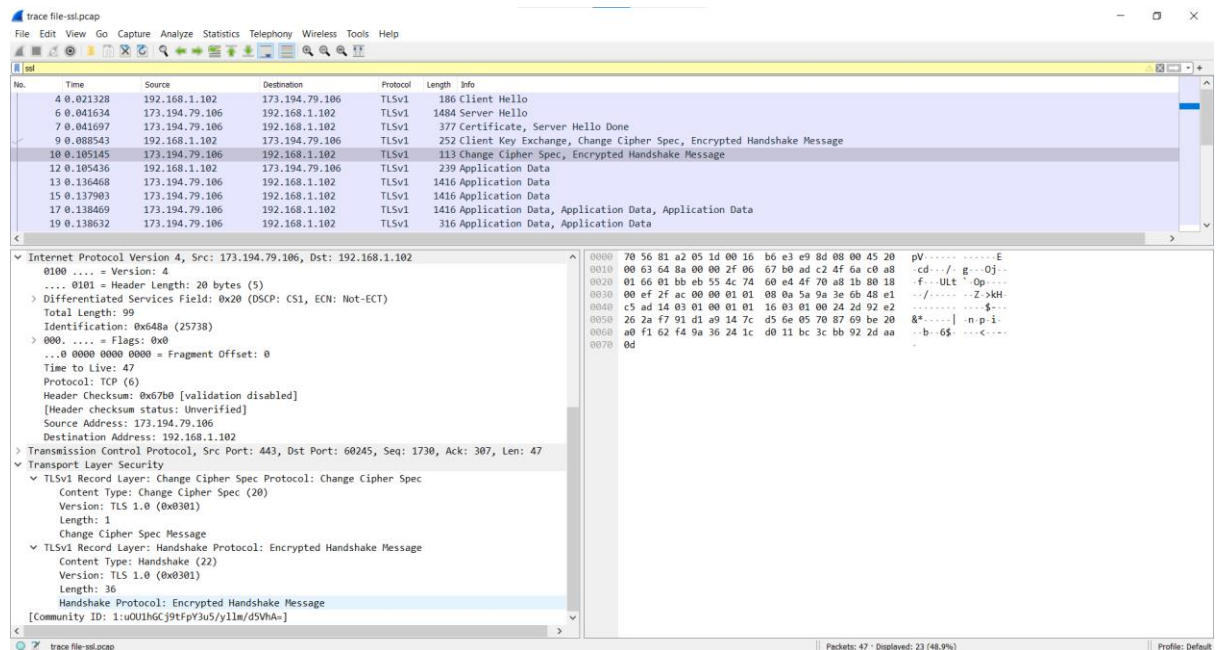 trace file-ssl.pcap
File Edit View Go Capture Analyze Statistics Telephony Wireless Tools Help
ssl
No. Time Source Destination Protocol Length Info
4 0.021328 192.168.1.102 173.194.79.106 TLSv1 186 Client Hello
6 0.041634 173.194.79.106 192.168.1.102 TLSv1 1484 Server Hello
7 0.041697 173.194.79.106 192.168.1.102 TLSv1 377 Certificate, Server Hello Done
9 0.088543 192.168.1.102 173.194.79.106 TLSv1 252 Client Key Exchange, Change Cipher Spec, Encrypted Handshake Message
10 0.105145 173.194.79.106 192.168.1.102 TLSv1 113 Change Cipher Spec, Encrypted Handshake Message
12 0.105436 192.168.1.102 173.194.79.106 TLSv1 239 Application Data
13 0.136468 173.194.79.106 192.168.1.102 TLSv1 1416 Application Data
15 0.137903 173.194.79.106 192.168.1.102 TLSv1 1416 Application Data
17 0.138469 173.194.79.106 192.168.1.102 TLSv1 1416 Application Data, Application Data, Application Data
19 0.138632 173.194.79.106 192.168.1.102 TLSv1 316 Application Data, Application Data
Internet Protocol Version 4, Src: 173.194.79.106, Dst: 192.168.1.102
0100 .... = Version: 4
.... 0101 = Header Length: 20 bytes (5)
Differentiated Services Field: 0x20 (DSCP: CS1, ECN: Not-ECT)
Total Length: 99
Identification: 0x648a (25738)
000. .... = Flags: 0x0
...0 0000 0000 0000 = Fragment Offset: 0
Time to Live: 47
Protocol: TCP (6)
Header Checksum: 0x67b0 [validation disabled]
[Header checksum status: Unverified]
Source Address: 173.194.79.106
Destination Address: 192.168.1.102
Transmission Control Protocol, Src Port: 443, Dst Port: 60245, Seq: 1730, Ack: 307, Len: 47
Transport Layer Security
TLSv1 Record Layer: Change Cipher Spec Protocol: Change Cipher Spec
Content Type: Change Cipher Spec (20)
Version: TLS 1.0 (0x0301)
Length: 1
Change Cipher Spec Message
TLSv1 Record Layer: Handshake Protocol: Encrypted Handshake Message
Content Type: Handshake (22)
Version: TLS 1.0 (0x0301)
Length: 36
Handshake Protocol: Encrypted Handshake Message
[Community ID: 1:uOU1hGCj9tFpY3u5/yllm/d5VhA=]
0000 70 56 81 a2 05 1d 00 16 b6 e3 e9 8d 08 00 45 20 pV······ ······E
0010 00 63 64 8a 00 00 2f 06 67 b0 ad c2 4f 6a c0 a8 ·cd···/· g···Oj··
0020 01 66 01 bb eb 55 4c 74 60 e4 4f 70 a8 1b 80 18 ·f···ULt `·Op····
0030 00 ef 2f ac 00 00 01 01 08 0a 5a 9a 3e 6b 48 e1 ··/····· ··Z·>kH·
0040 c5 ad 14 03 01 00 01 01 16 03 01 00 24 2d 92 e2 ········ ····$-··
0050 26 2a f7 91 d1 a9 14 7c d5 6e 05 70 87 69 be 20 &*·····| ·n·p·i·
0060 a0 f1 62 f4 9a 36 24 1c d0 11 bc 3c bb 92 2d aa ··b··6$· ···<··-·
0070 0d ·
trace file-ssl.pcap
Packets: 47 · Displayed: 23 (48.9%)
Profile: Default